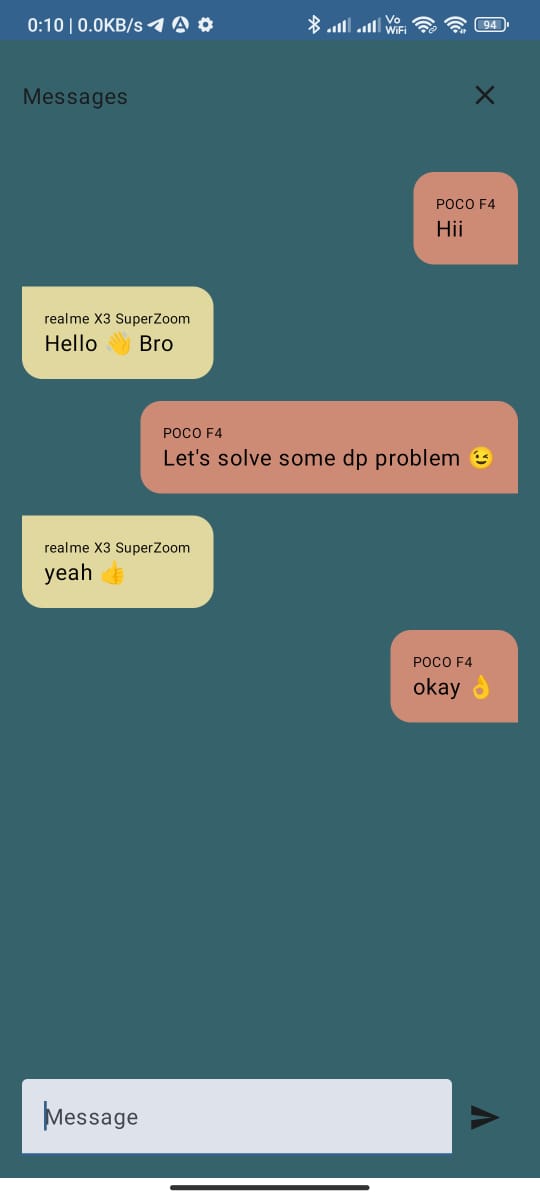 0:10 | 0.0KB/s
Vo
WiFi
94
Messages
POCO F4
Hii
realme X3 SuperZoom
Hello 👋 Bro
POCO F4
Let's solve some dp problem 😉
realme X3 SuperZoom
yeah 👍
POCO F4
okay 👌
Message